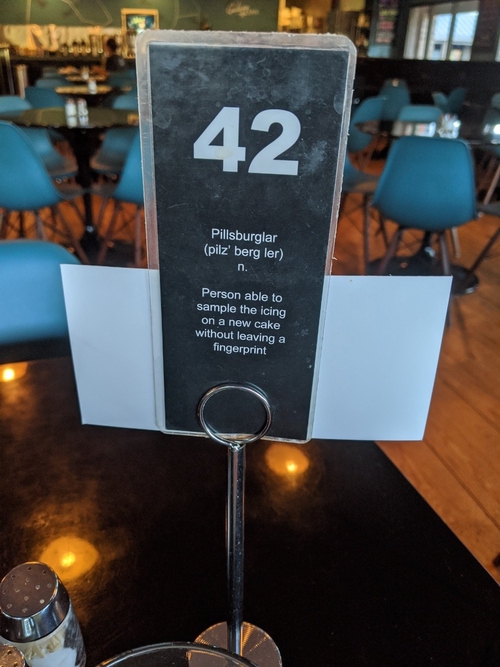 42
Pillsburglar
(pilz' berg ler)
n.
Person able to
sample the icing
on a new cake
without leaving a
fingerprint